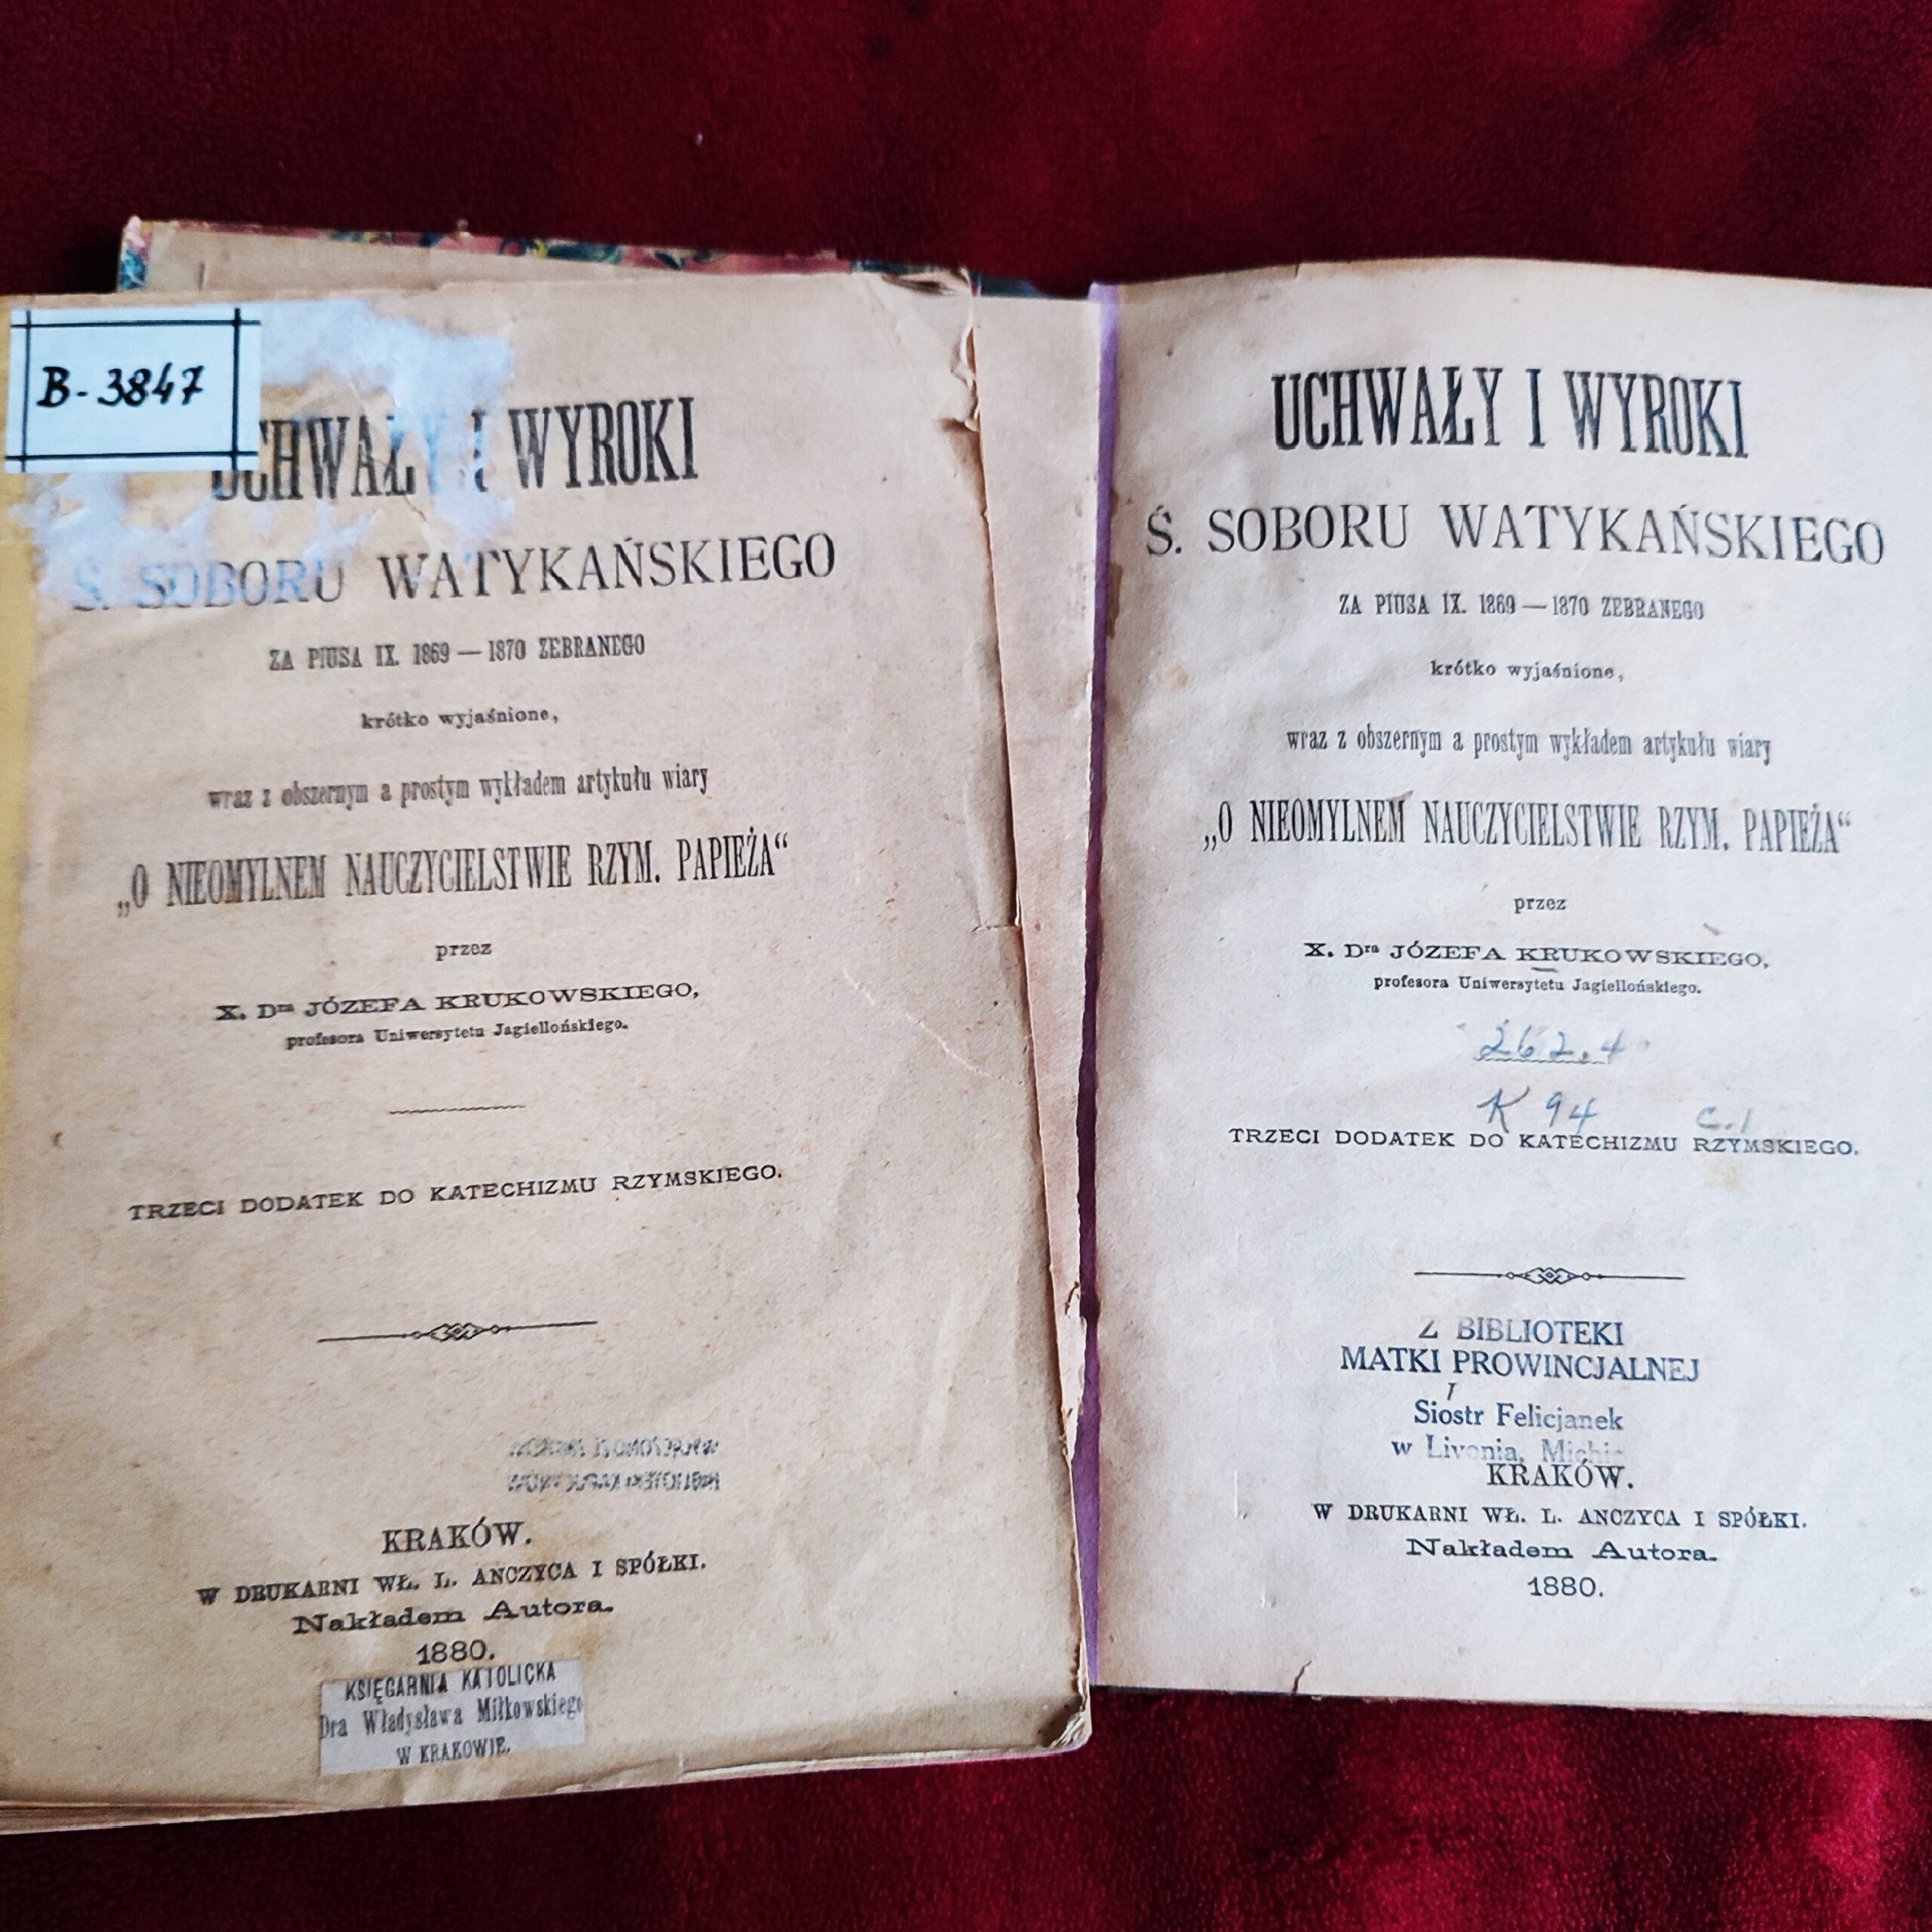 B-3847
UCHWAŁY I WYROKI
Ś. SOBORU WATYKAŃSKIEGO
ZA PIUSA IX. 1869 — 1870 ZEBRANEGO
krótko wyjaśnione,
wraz z obszernym a prostym wykładem artykułu wiary
„O NIEOMYLNEM NAUCZYCIELSTWIE RZYM. PAPIEŻA“
przez
X. Dra JÓZEFA KRUKOWSKIEGO,
profesora Uniwersytetu Jagiellońskiego.
TRZECI DODATEK DO KATECHIZMU RZYMSKIEGO.
KRAKÓW.
W DRUKARNI WŁ. L. ANCZYCA I SPÓŁKI.
Nakładem Autora.
1880.
KSIĘGARNIA KATOLICKA
Dra Władysława Miłkowskiego
W KRAKOWIE.
UCHWAŁY I WYROKI
Ś. SOBORU WATYKAŃSKIEGO
ZA PIUSA IX. 1869 — 1870 ZEBRANEGO
krótko wyjaśnione,
wraz z obszernym a prostym wykładem artykułu wiary
„O NIEOMYLNEM NAUCZYCIELSTWIE RZYM. PAPIEŻA“
przez
X. Dra JÓZEFA KRUKOWSKIEGO,
profesora Uniwersytetu Jagiellońskiego.
262.4
K 94 c.1
TRZECI DODATEK DO KATECHIZMU RZYMSKIEGO.
Z BIBLIOTEKI
MATKI PROWINCJALNEJ
Siostr Felicjanek
w Livonia,
KRAKÓW.
W DRUKARNI WŁ. L. ANCZYCA I SPÓŁKI.
Nakładem Autora.
1880.